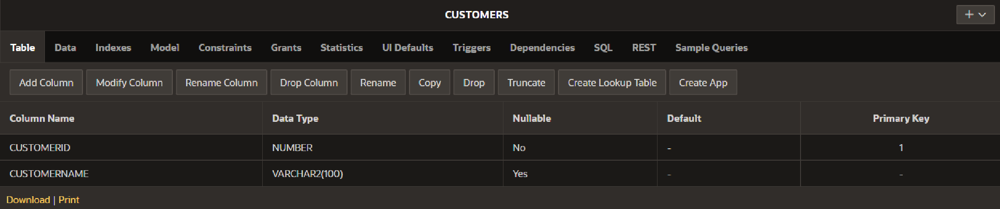 CUSTOMERS
Table Data Indexes Model Constraints Grants Statistics UI Defaults Triggers Dependencies SQL REST Sample Queries
Add Column Modify Column Rename Column Drop Column Rename Copy Drop Truncate Create Lookup Table Create App
Column Name Data Type Nullable Default Primary Key
CUSTOMERID NUMBER No - 1
CUSTOMERNAME VARCHAR2(100) Yes - -
Download | Print